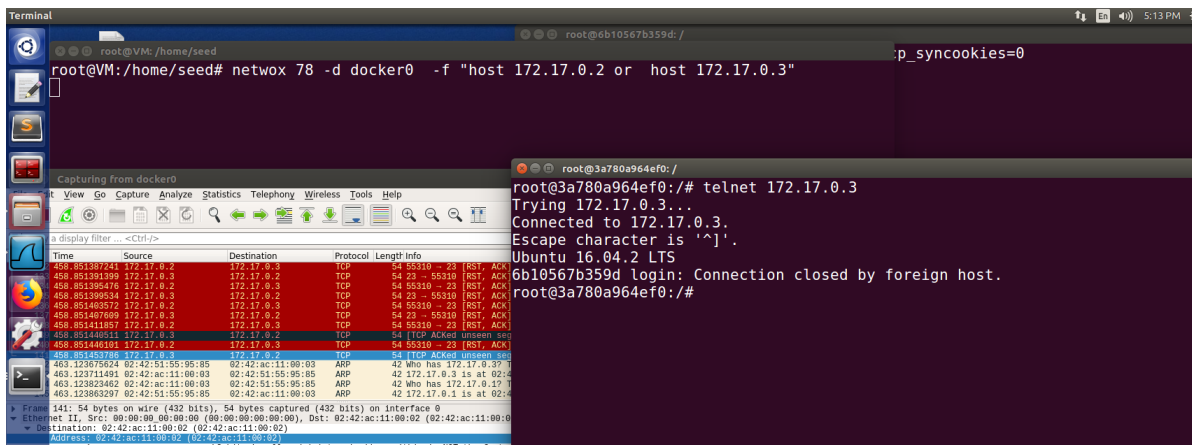 Terminal
En
5:13 PM
root@6b10567b359d: /
:p_syncookies=0
root@VM: /home/seed
root@VM:/home/seed# netwox 78 -d docker0  -f "host 172.17.0.2 or  host 172.17.0.3"
Capturing from docker0
View Go Capture Analyze Statistics Telephony Wireless Tools Help
a display filter ... <Ctrl-/>
Time Source Destination Protocol Length Info
458.851387241 172.17.0.2 172.17.0.3 TCP 54 55310 → 23 [RST, ACK]
458.851391399 172.17.0.3 172.17.0.2 TCP 54 23 → 55310 [RST, ACK]
458.851395476 172.17.0.2 172.17.0.3 TCP 54 55310 → 23 [RST, ACK]
458.851399534 172.17.0.3 172.17.0.2 TCP 54 23 → 55310 [RST, ACK]
458.851403572 172.17.0.2 172.17.0.3 TCP 54 55310 → 23 [RST, ACK]
458.851407609 172.17.0.3 172.17.0.2 TCP 54 23 → 55310 [RST, ACK]
458.851411857 172.17.0.2 172.17.0.3 TCP 54 55310 → 23 [RST, ACK]
458.851440511 172.17.0.3 172.17.0.2 TCP 54 [TCP ACKed unseen seg
458.851446101 172.17.0.2 172.17.0.3 TCP 54 55310 → 23 [RST, ACK]
458.851453786 172.17.0.3 172.17.0.2 TCP 54 [TCP ACKed unseen seg
463.123675624 02:42:51:55:95:85 02:42:ac:11:00:03 ARP 42 Who has 172.17.0.3? T
463.123711491 02:42:ac:11:00:03 02:42:51:55:95:85 ARP 42 172.17.0.3 is at 02:4
463.123823462 02:42:ac:11:00:03 02:42:51:55:95:85 ARP 42 Who has 172.17.0.1? T
463.123863297 02:42:51:55:95:85 02:42:ac:11:00:03 ARP 42 172.17.0.1 is at 02:4
Frame 141: 54 bytes on wire (432 bits), 54 bytes captured (432 bits) on interface 0
Ethernet II, Src: 00:00:00_00:00:00 (00:00:00:00:00:00), Dst: 02:42:ac:11:00:02 (02:42:ac:11:00:0
Destination: 02:42:ac:11:00:02 (02:42:ac:11:00:02)
Address: 02:42:ac:11:00:02 (02:42:ac:11:00:02)
root@3a780a964ef0: /
root@3a780a964ef0:/# telnet 172.17.0.3
Trying 172.17.0.3...
Connected to 172.17.0.3.
Escape character is '^]'.
Ubuntu 16.04.2 LTS
6b10567b359d login: Connection closed by foreign host.
root@3a780a964ef0:/#